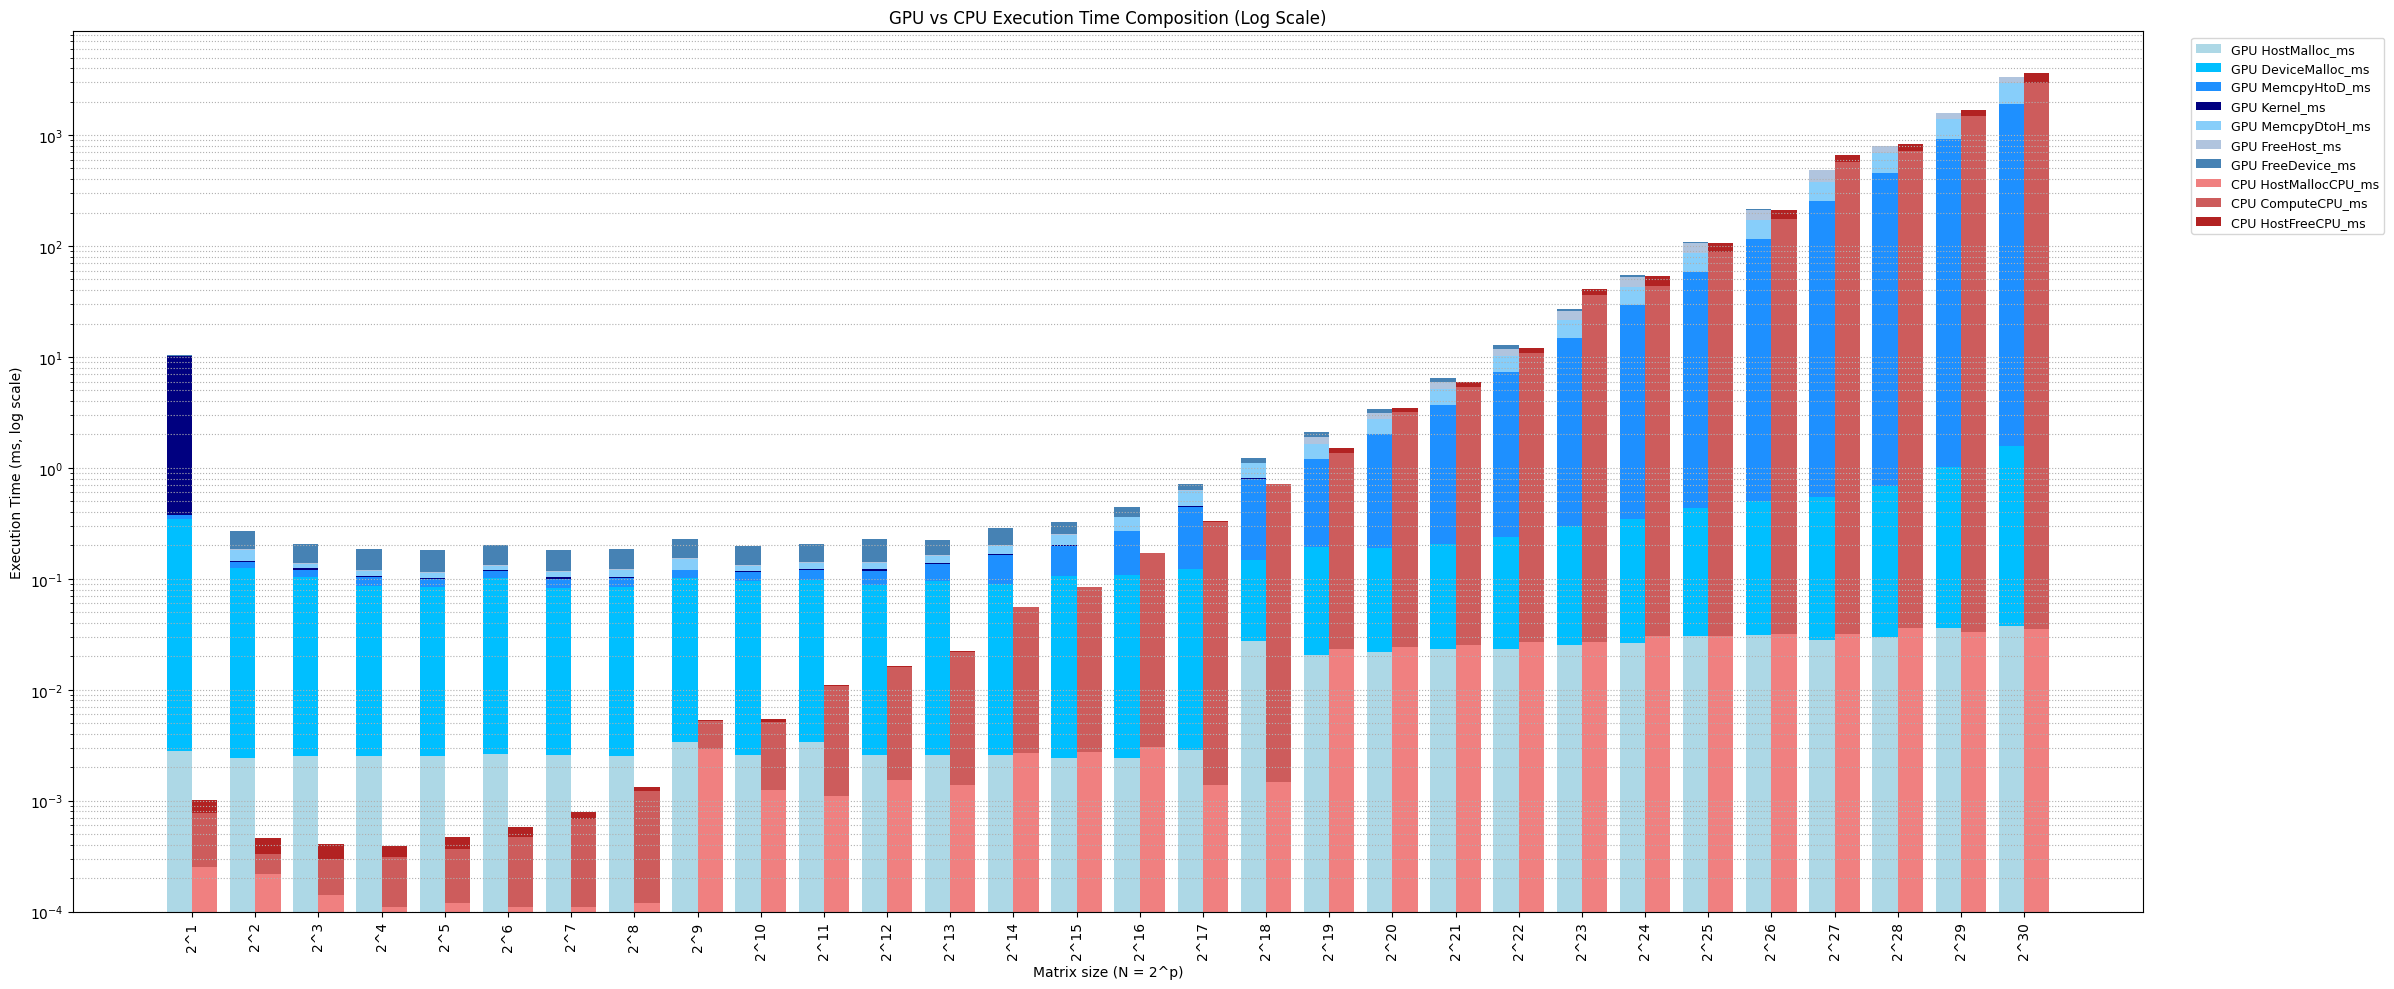 GPU vs CPU Execution Time Composition (Log Scale)
Execution Time (ms, log scale)
10^3
10^2
10^1
10^0
10^-1
10^-2
10^-3
10^-4
2^1
2^2
2^3
2^4
2^5
2^6
2^7
2^8
2^9
2^10
2^11
2^12
2^13
2^14
2^15
2^16
2^17
2^18
2^19
2^20
2^21
2^22
2^23
2^24
2^25
2^26
2^27
2^28
2^29
2^30
Matrix size (N = 2^p)
GPU HostMalloc_ms
GPU DeviceMalloc_ms
GPU MemcpyHtoD_ms
GPU Kernel_ms
GPU MemcpyDtoH_ms
GPU FreeHost_ms
GPU FreeDevice_ms
CPU HostMallocCPU_ms
CPU ComputeCPU_ms
CPU HostFreeCPU_ms